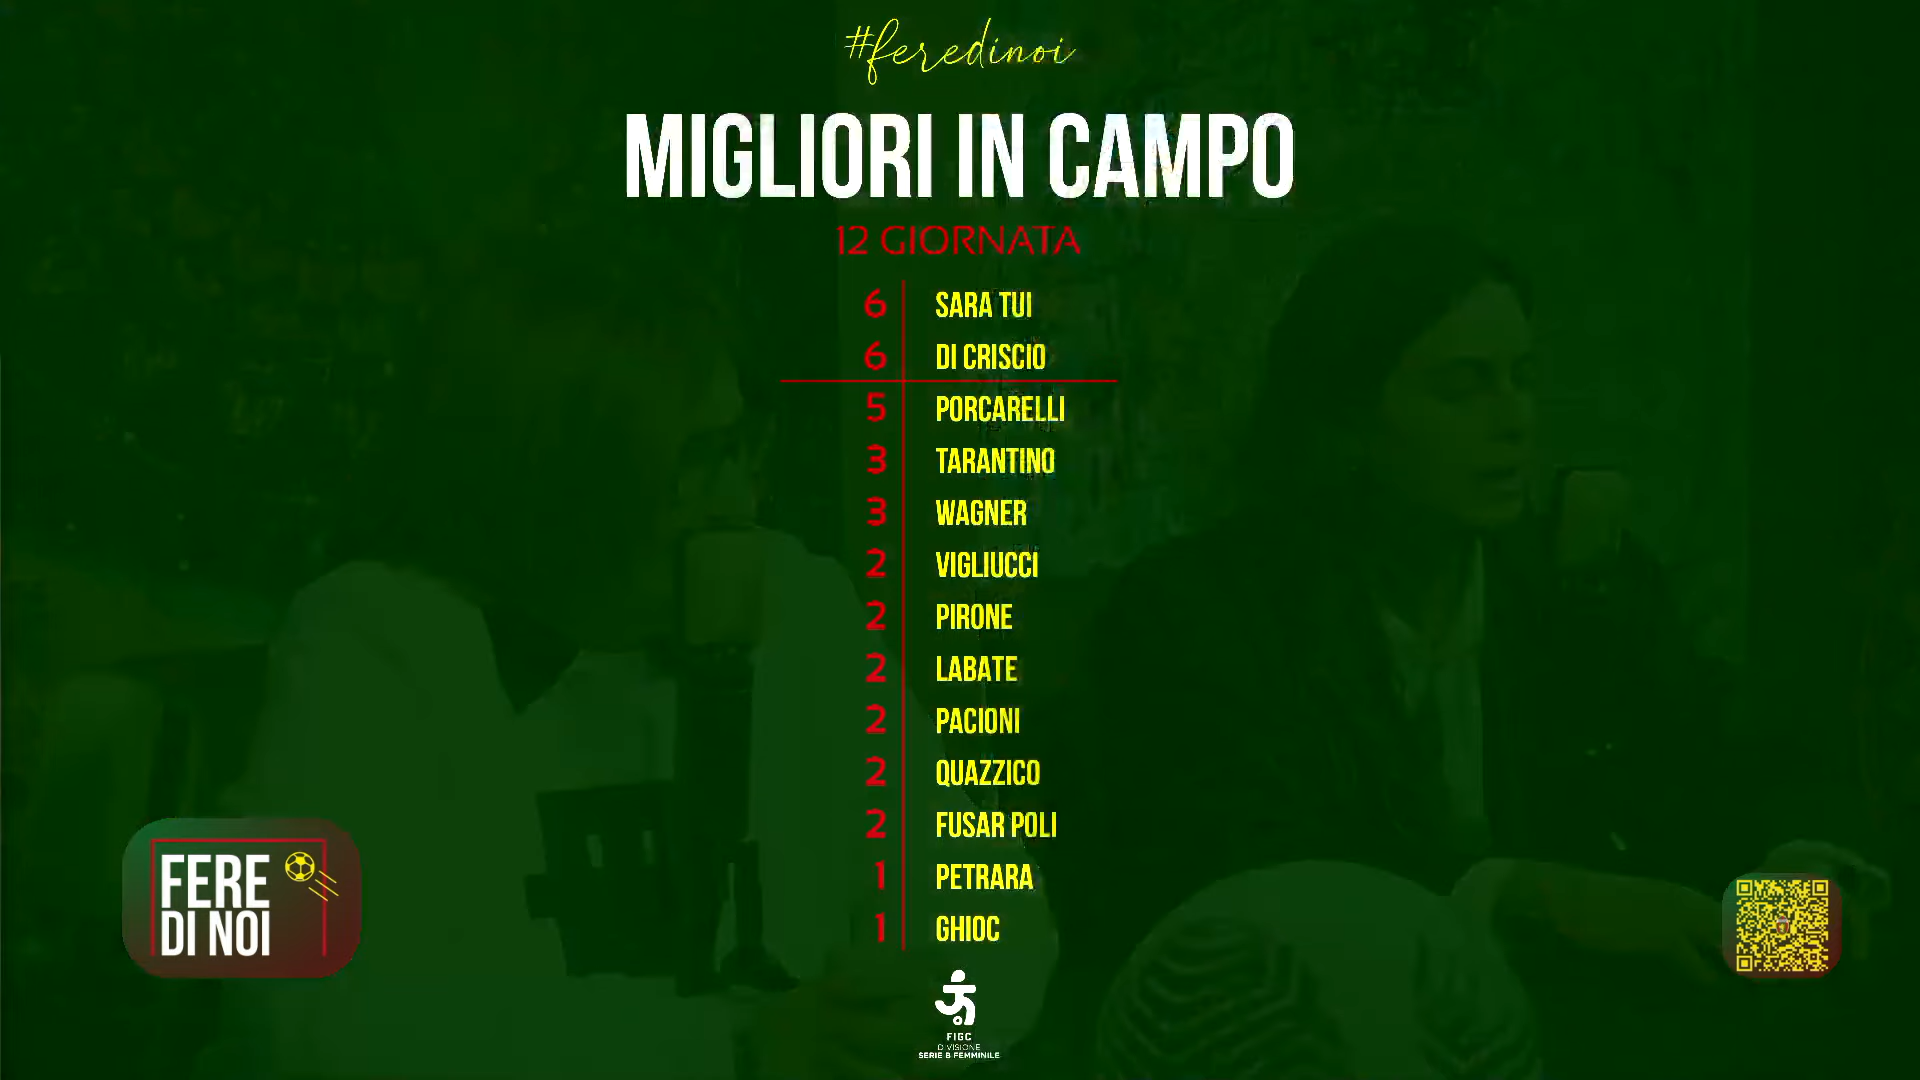 #feredinoi
MIGLIORI IN CAMPO
12 GIORNATA
6 SARA TUI
6 DI CRISCIO
5 PORCARELLI
3 TARANTINO
3 WAGNER
2 VIGLIUCCI
2 PIRONE
2 LABATE
2 PACIONI
2 QUAZZICO
2 FUSAR POLI
1 PETRARA
1 GHIOC
FERE
DI NOI
FIGC
DIVISIONE
SERIE B FEMMINILE